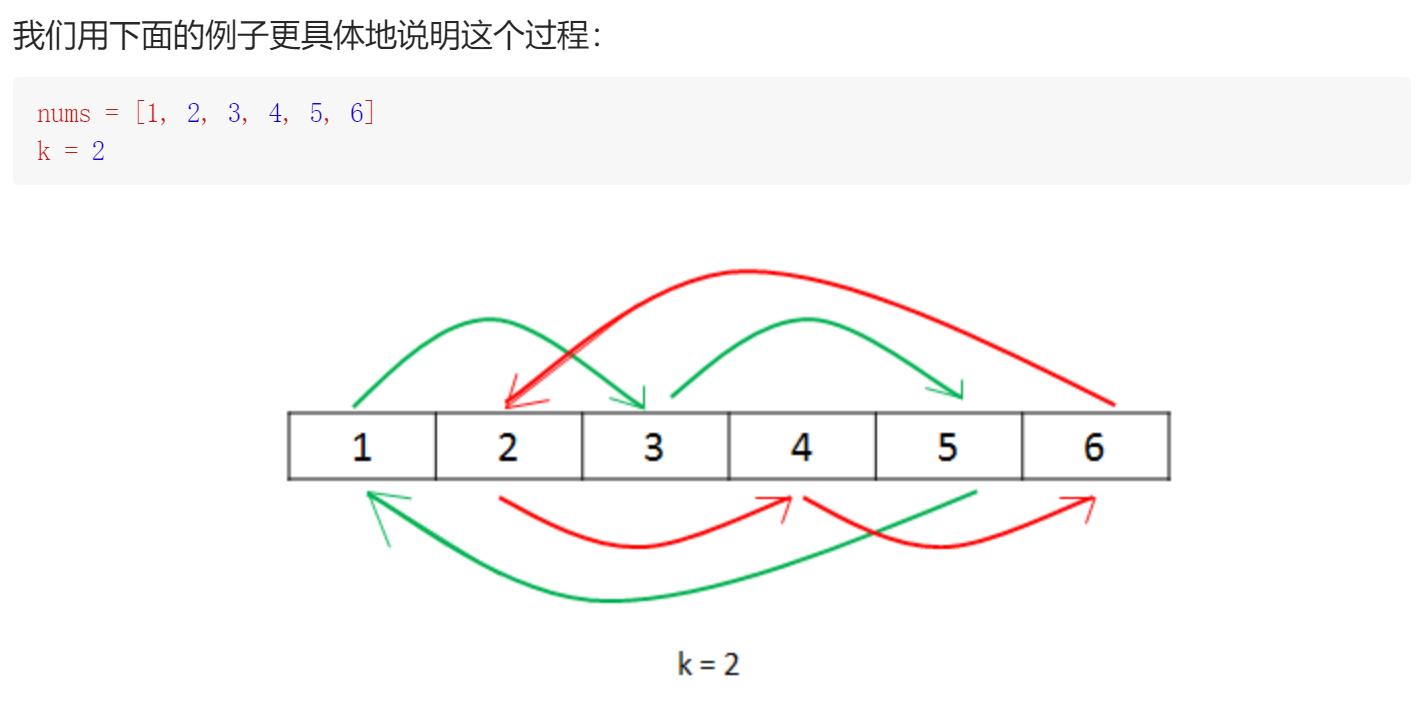 我们用下面的例子更具体地说明这个过程：
nums = [1, 2, 3, 4, 5, 6]
k = 2
1 2 3 4 5 6
k = 2